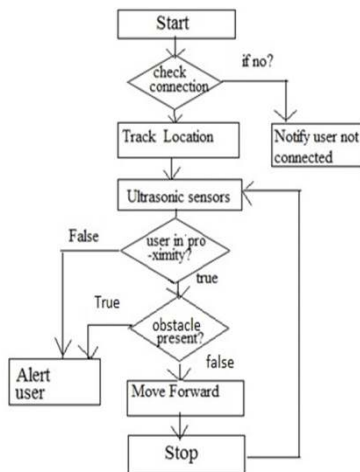 Start
check
connection
if no?
Track Location
Notify user not
connected
Ultrasonic sensors
False
user in pro
-ximity?
true
True
obstacle
present?
false
Alert
user
Move Forward
Stop